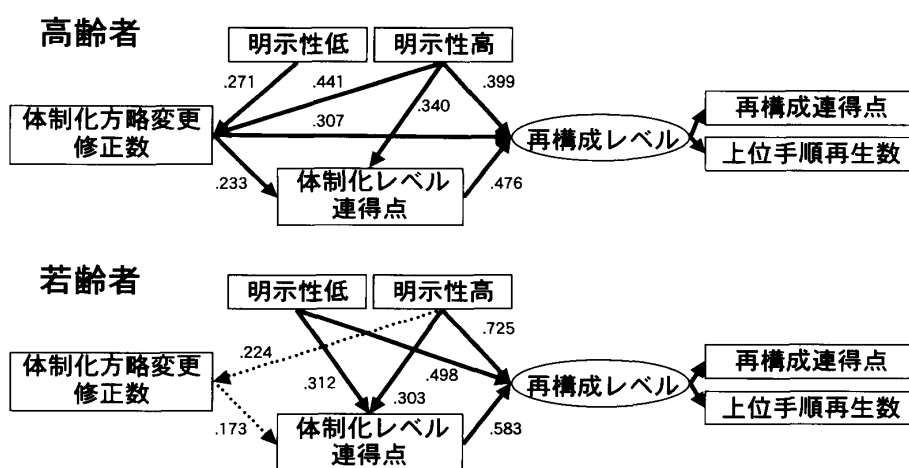 高齢者
明示性低
明示性高
.271
.441
.399
.340
体制化方略変更
修正数
.307
再構成レベル
再構成連得点
上位手順再生数
.233
体制化レベル
連得点
.476
若齢者
明示性低
明示性高
.725
.224
体制化方略変更
修正数
.312
.498
.303
再構成レベル
再構成連得点
上位手順再生数
.173
体制化レベル
連得点
.583